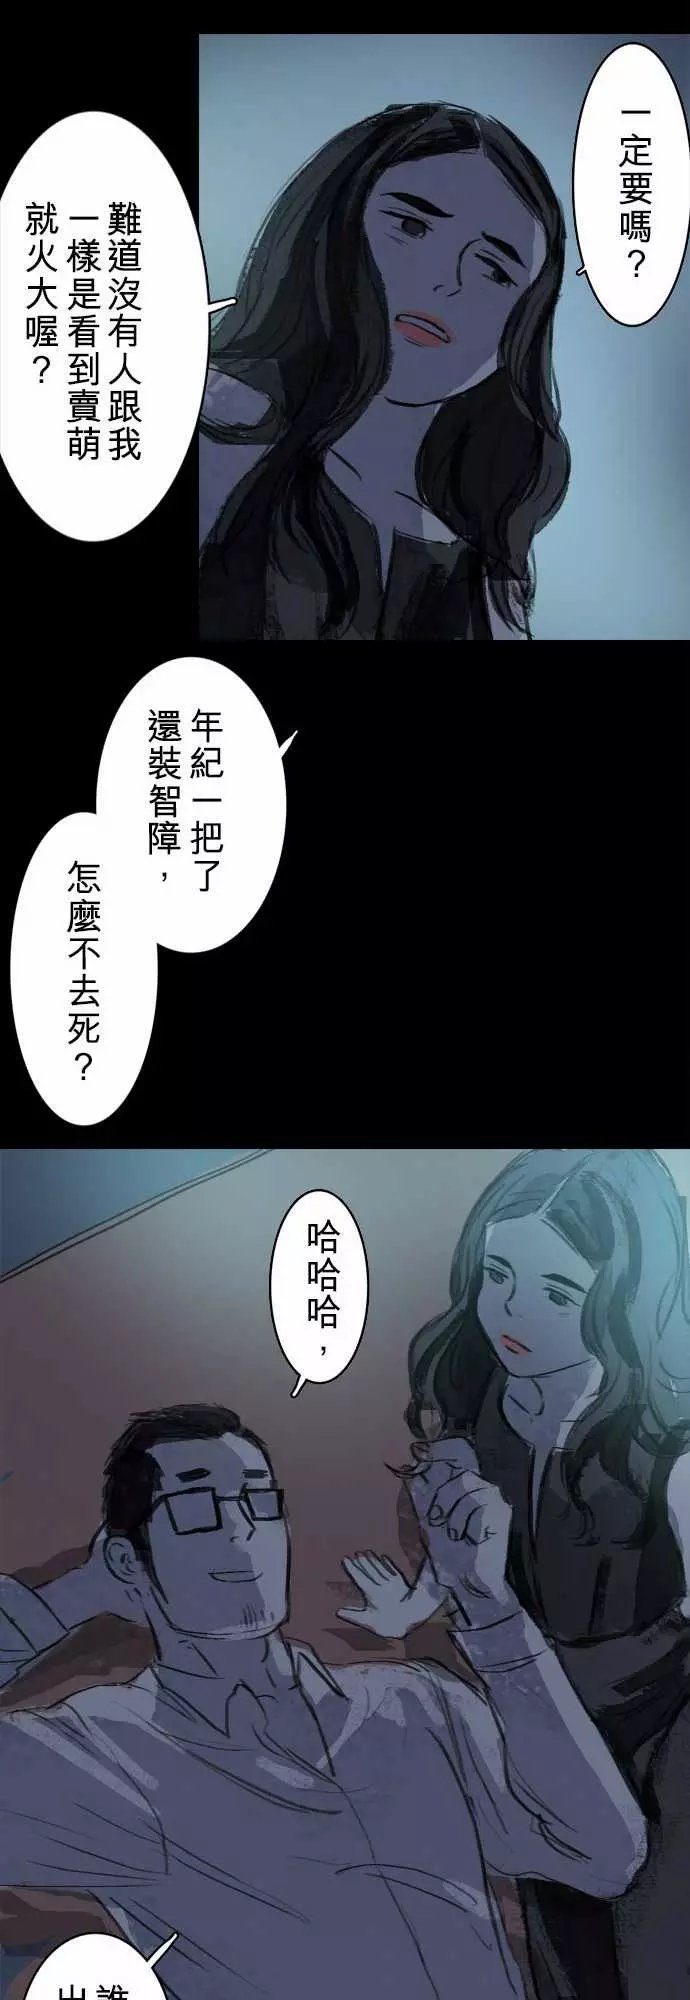 一定要嗎？
難道沒有人跟我
一樣是看到賣萌
就火大喔？
年紀一把了
還裝智障，
怎麼不去死？
哈哈哈，
誰
出